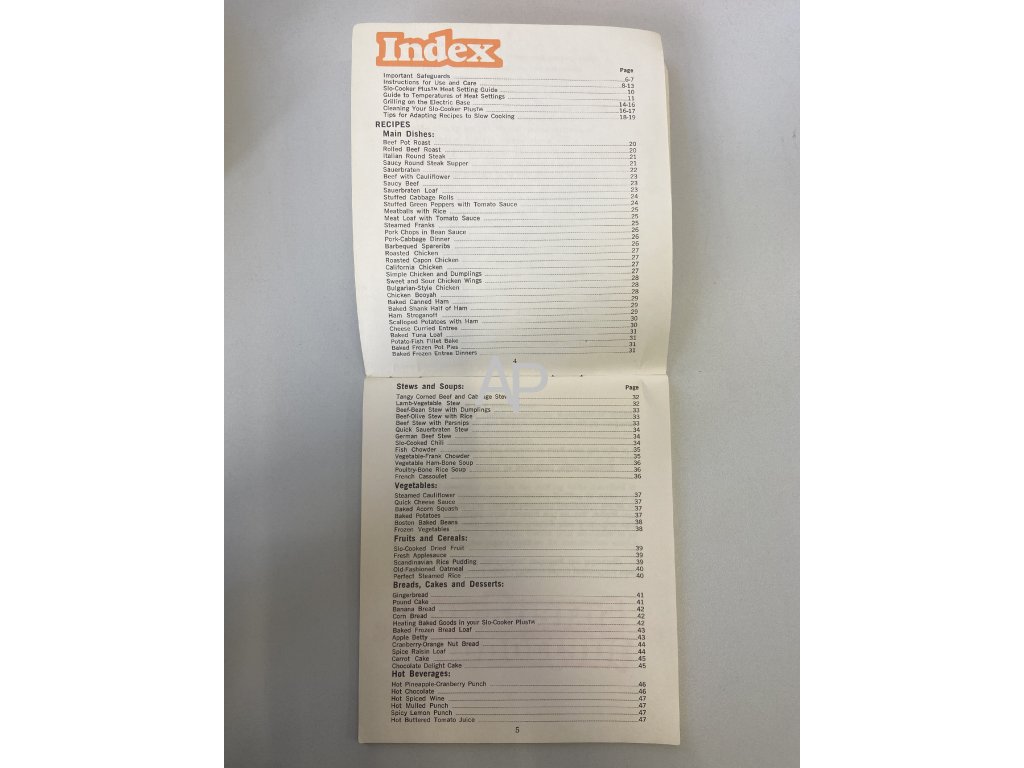 Index
Page
Important Safeguards 6-7
Instructions for Use and Care 8-13
Slo-Cooker Plus™ Heat Setting Guide 10
Guide to Temperatures of Heat Settings 11
Grilling on the Electric Base 14-16
Cleaning Your Slo-Cooker Plus™ 16-17
Tips for Adapting Recipes to Slow Cooking 18-19
RECIPES
Main Dishes:
Beef Pot Roast 20
Rolled Beef Roast 20
Italian Round Steak 21
Saucy Round Steak Supper 21
Sauerbraten 22
Beef with Cauliflower 23
Saucy Beef 23
Sauerbraten Loaf 23
Stuffed Cabbage Rolls 24
Stuffed Green Peppers with Tomato Sauce 24
Meatballs with Rice 25
Meat Loaf with Tomato Sauce 25
Steamed Franks 25
Pork Chops in Bean Sauce 26
Pork-Cabbage Dinner 26
Barbequed Spareribs 26
Roasted Chicken 27
Roasted Capon Chicken 27
California Chicken 27
Simple Chicken and Dumplings 27
Sweet and Sour Chicken Wings 28
Bulgarian-Style Chicken 28
Chicken Booyah 28
Baked Canned Ham 29
Baked Shank Half of Ham 29
Ham Stroganoff 29
Scalloped Potatoes with Ham 30
Cheese Curried Entree 30
Baked Tuna Loaf 31
Potato-Fish Fillet Bake 31
Baked Frozen Pot Pies 31
Baked Frozen Entree Dinners 31
4
AP
Stews and Soups: Page
Tangy Corned Beef and Cabbage Stew 32
Lamb-Vegetable Stew 32
Beef-Bean Stew with Dumplings 33
Beef-Olive Stew with Rice 33
Beef Stew with Parsnips 33
Quick Sauerbraten Stew 34
German Beef Stew 34
Slo-Cooked Chili 34
Fish Chowder 35
Vegetable-Frank Chowder 35
Vegetable Ham-Bone Soup 36
Poultry-Bone Rice Soup 36
French Cassoulet 36
Vegetables:
Steamed Cauliflower 37
Quick Cheese Sauce 37
Baked Acorn Squash 37
Baked Potatoes 37
Boston Baked Beans 38
Frozen Vegetables 38
Fruits and Cereals:
Slo-Cooked Dried Fruit 39
Fresh Applesauce 39
Scandinavian Rice Pudding 39
Old-Fashioned Oatmeal 40
Perfect Steamed Rice 40
Breads, Cakes and Desserts:
Gingerbread 41
Pound Cake 41
Banana Bread 42
Corn Bread 42
Heating Baked Goods in your Slo-Cooker Plus™ 42
Baked Frozen Bread Loaf 43
Apple Betty 43
Cranberry-Orange Nut Bread 44
Spice Raisin Loaf 44
Carrot Cake 45
Chocolate Delight Cake 45
Hot Beverages:
Hot Pineapple-Cranberry Punch 46
Hot Chocolate 46
Hot Spiced Wine 47
Hot Mulled Punch 47
Spicy Lemon Punch 47
Hot Buttered Tomato Juice 47
5